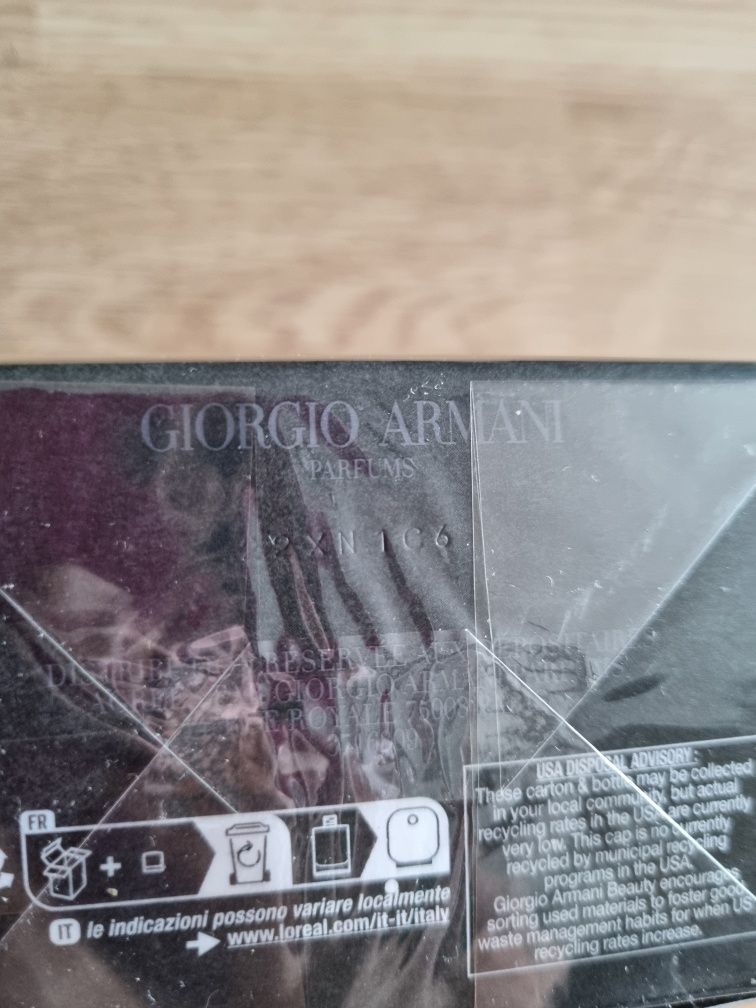 GIORGIO ARMANI
PARFUMS
XN1C6
GIORGIO
ROYALE
USA DISPOSAL ADVISORY:
These carton & bottle may be collected
in your local community, but actual
recycling rates in the USA are currently
very low. This cap is not currently
recycled by municipal recycling
programs in the USA.
Giorgio Armani Beauty encourages
sorting used materials to foster good
waste management habits for when US
recycling rates increase.
FR
+
IT le indicazioni possono variare localmente
www.loreal.com/it-it/italy